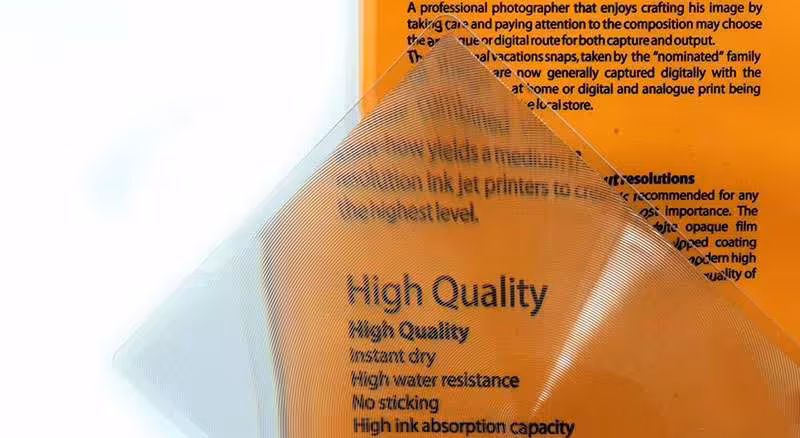 A professional photographer that enjoys crafting his image by
taking care and paying attention to the composition may choose
the or digital route for both capture and output.
vacations snaps, taken by the "nominated" family
are now generally captured digitally with the
at home or digital and analogue print being
local store.
how yields a medium
resolution ink jet printers to
the highest level.
resolutions
recommended for any
importance. The
opaque film
coating
modern high
quality of
High Quality
High Quality
Instant dry
High water resistance
No sticking
High ink absorption capacity